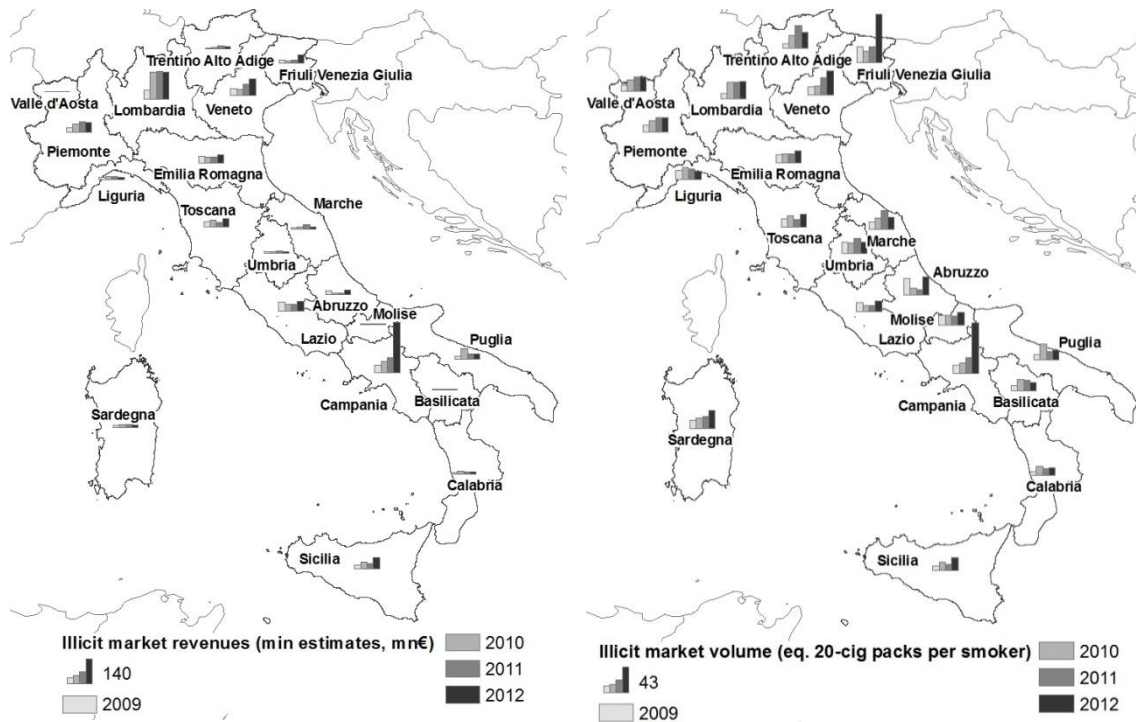 Trentino Alto Adige
Friuli Venezia Giulia
Valle d'Aosta
Lombardia
Veneto
Piemonte
Emilia Romagna
Liguria
Toscana
Marche
Umbria
Abruzzo
Molise
Lazio
Puglia
Campania
Basilicata
Sardegna
Calabria
Sicilia
Illicit market revenues (min estimates, mn€)
140
2009
2010
2011
2012
Trentino Alto Adige
Friuli Venezia Giulia
Valle d'Aosta
Lombardia
Veneto
Piemonte
Emilia Romagna
Liguria
Toscana
Marche
Umbria
Abruzzo
Molise
Lazio
Puglia
Campania
Basilicata
Sardegna
Calabria
Sicilia
Illicit market volume (eq. 20-cig packs per smoker)
43
2009
2010
2011
2012